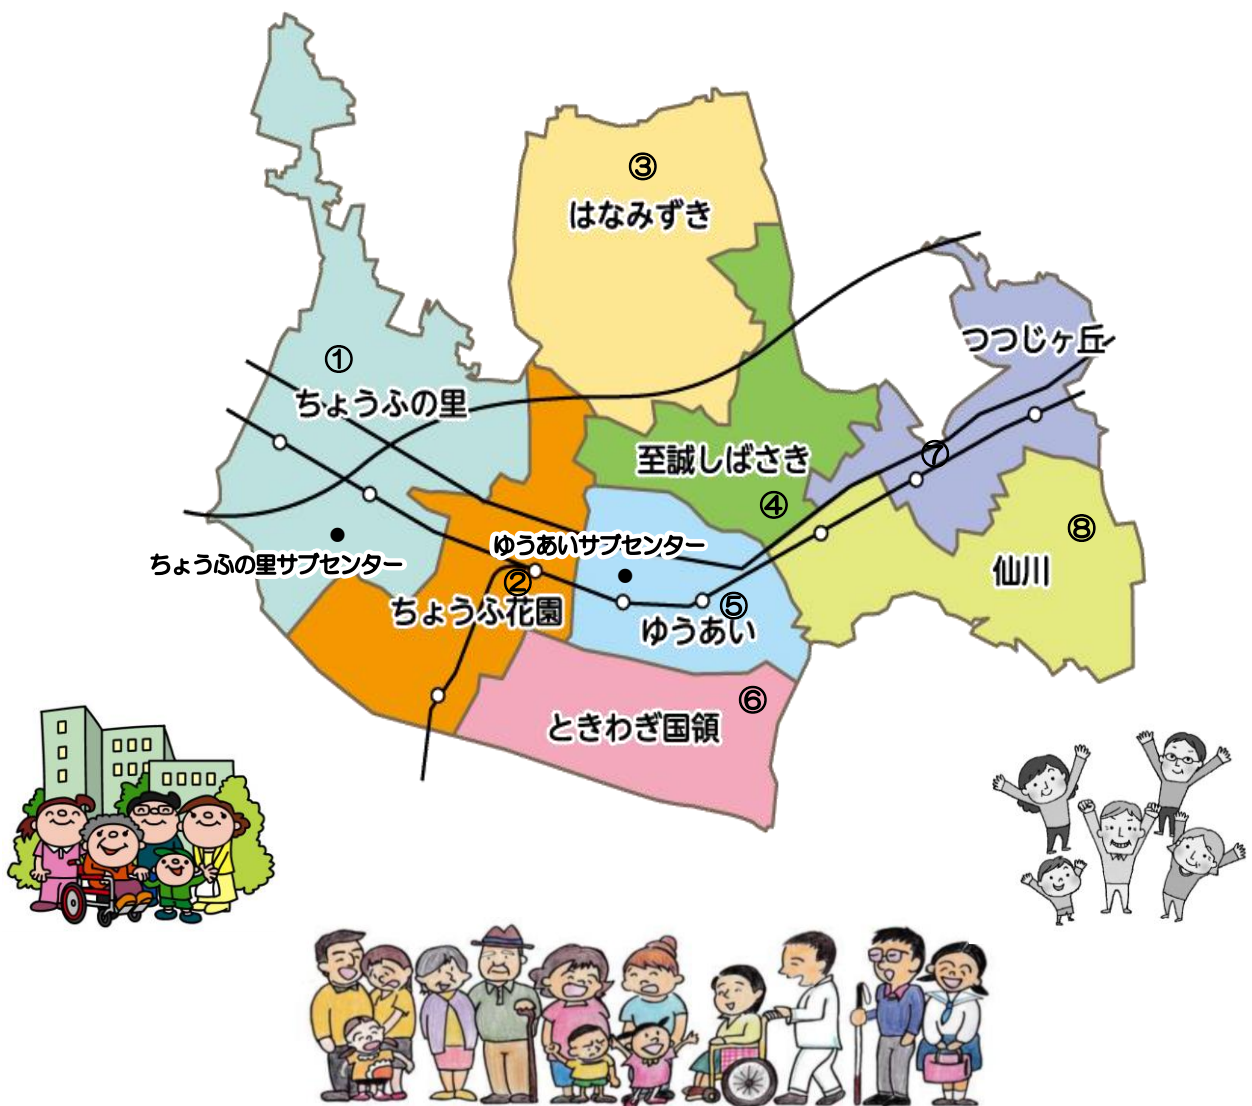 ③
はなみずき
つつじヶ丘
①
ちょうふの里
至誠しばさき
⑦
④
⑧
ゆうあいサブセンター
ちょうふの里サブセンター
仙川
②
ちょうふ花園
⑤
ゆうあい
⑥
ときわぎ国領